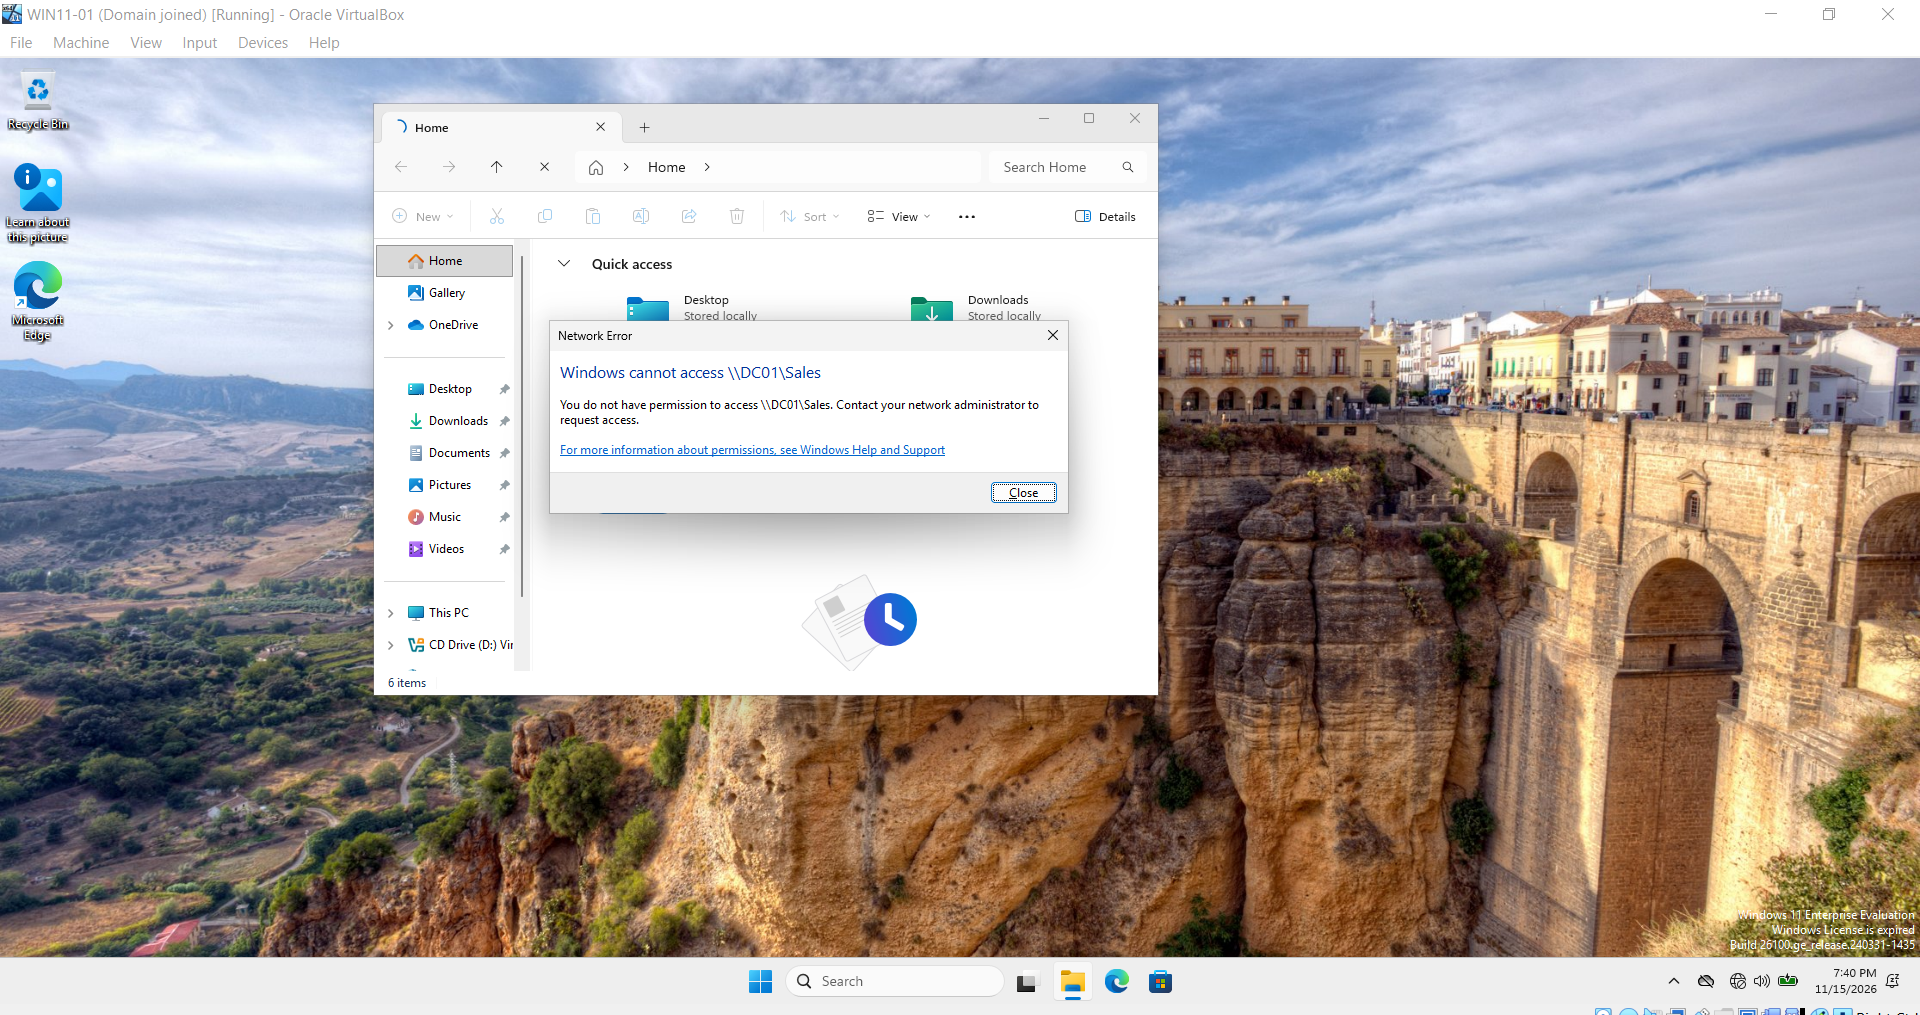 WIN11-01 (Domain joined) [Running] - Oracle VirtualBox
File Machine View Input Devices Help
Recycle Bin
Learn about
this picture
Microsoft
Edge
Home
Home
Search Home
New
Sort
View
Details
Home
Gallery
OneDrive
Desktop
Downloads
Documents
Pictures
Music
Videos
This PC
CD Drive (D:) Vir
6 items
Quick access
Desktop
Stored locally
Downloads
Stored locally
Network Error
Windows cannot access \\DC01\Sales
You do not have permission to access \\DC01\Sales. Contact your network administrator to
request access.
For more information about permissions, see Windows Help and Support
Close
Windows 11 Enterprise Evaluation
Windows License is expired
Build 26100.ge_release.240331-1435
Search
7:40 PM
11/15/2026